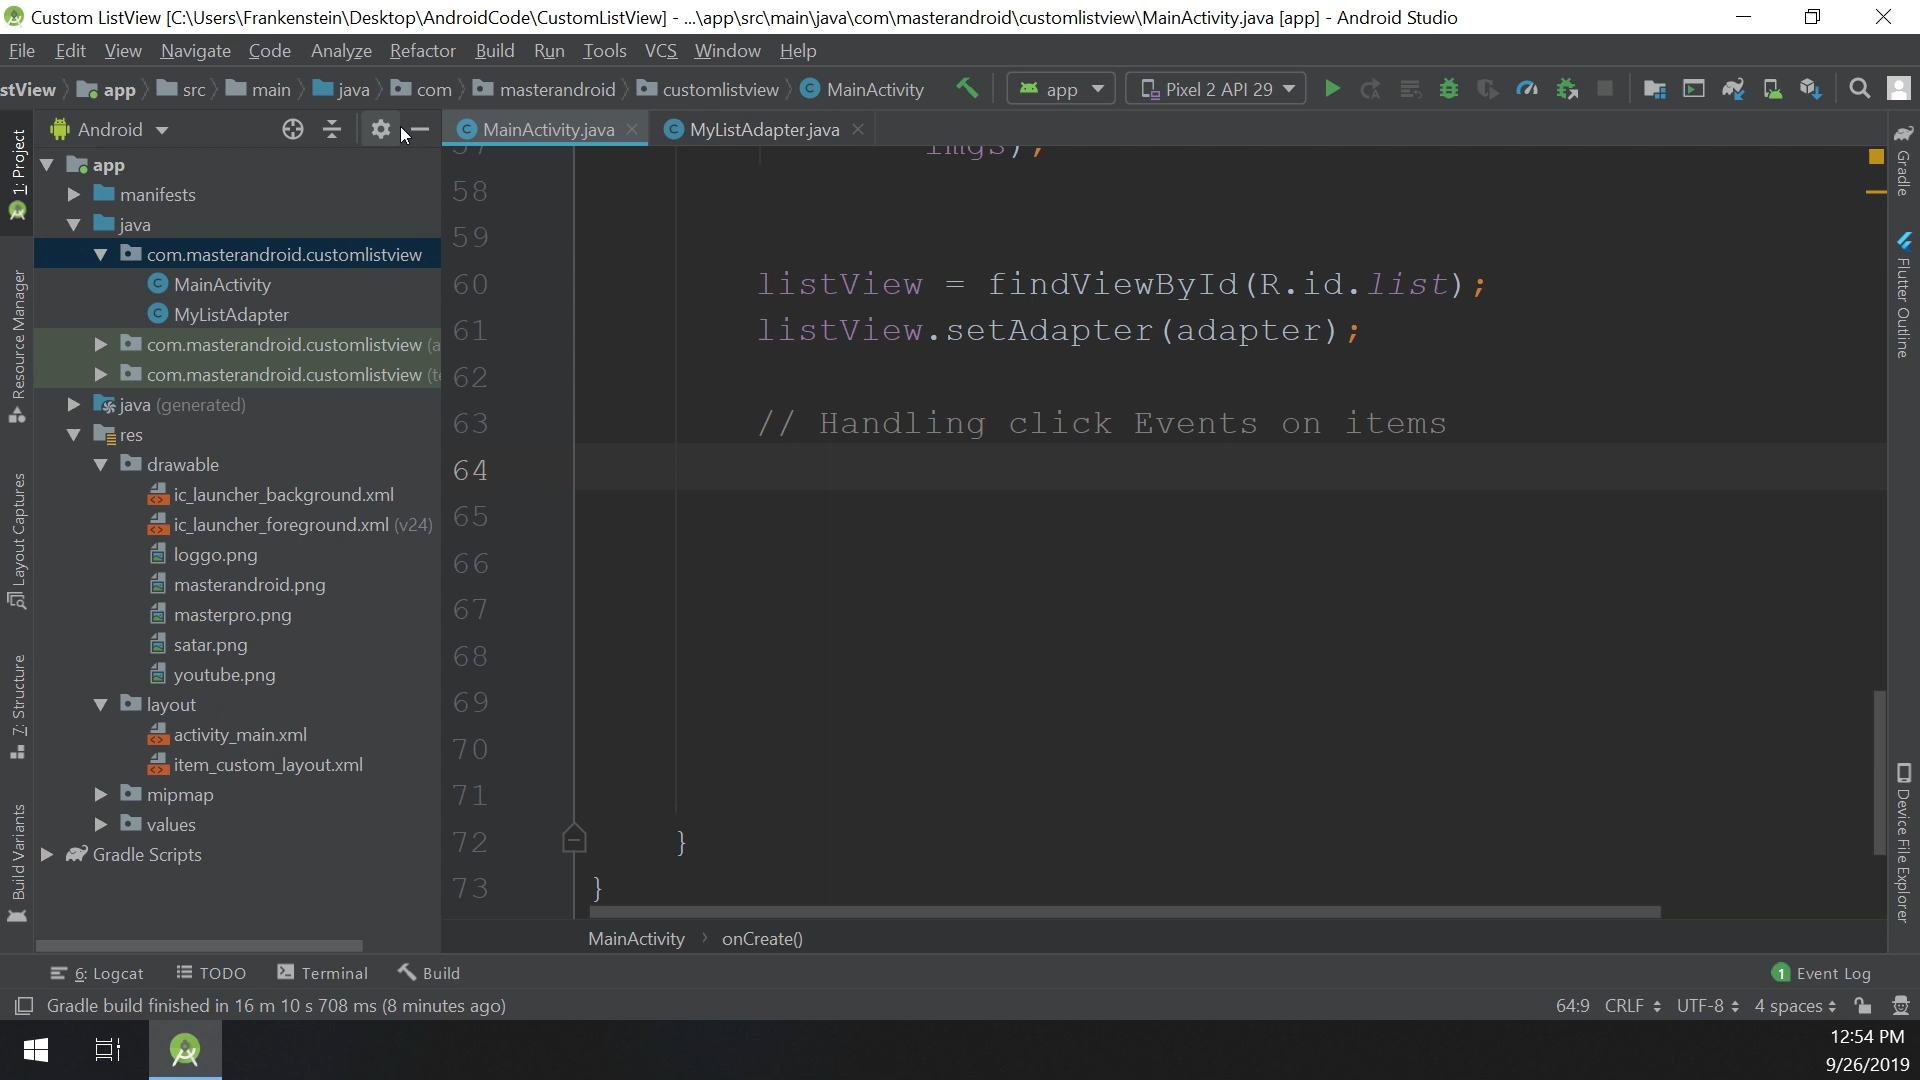 Custom ListView [C:\Users\Frankenstein\Desktop\AndroidCode\CustomListView] - ...\app\src\main\java\com\masterandroid\customlistview\MainActivity.java [app] - Android Studio
File Edit View Navigate Code Analyze Refactor Build Run Tools VCS Window Help
stView app src main java com masterandroid customlistview MainActivity app Pixel 2 API 29
Android
MainActivity.java MyListAdapter.java
1: Project
Resource Manager
Layout Captures
7: Structure
Build Variants
app
manifests
java
com.masterandroid.customlistview
MainActivity
MyListAdapter
com.masterandroid.customlistview (a
com.masterandroid.customlistview (te
java (generated)
res
drawable
ic_launcher_background.xml
ic_launcher_foreground.xml (v24)
loggo.png
masterandroid.png
masterpro.png
satar.png
youtube.png
layout
activity_main.xml
item_custom_layout.xml
mipmap
values
Gradle Scripts
57 imgs);
58
59
60 listView = findViewById(R.id.list);
61 listView.setAdapter(adapter);
62
63 // Handling click Events on items
64
65
66
67
68
69
70
71
72 }
73 }
MainActivity onCreate()
Gradle
Flutter Outline
Device File Explorer
6: Logcat TODO Terminal Build 1 Event Log
Gradle build finished in 16 m 10 s 708 ms (8 minutes ago) 64:9 CRLF UTF-8 4 spaces
12:54 PM
9/26/2019